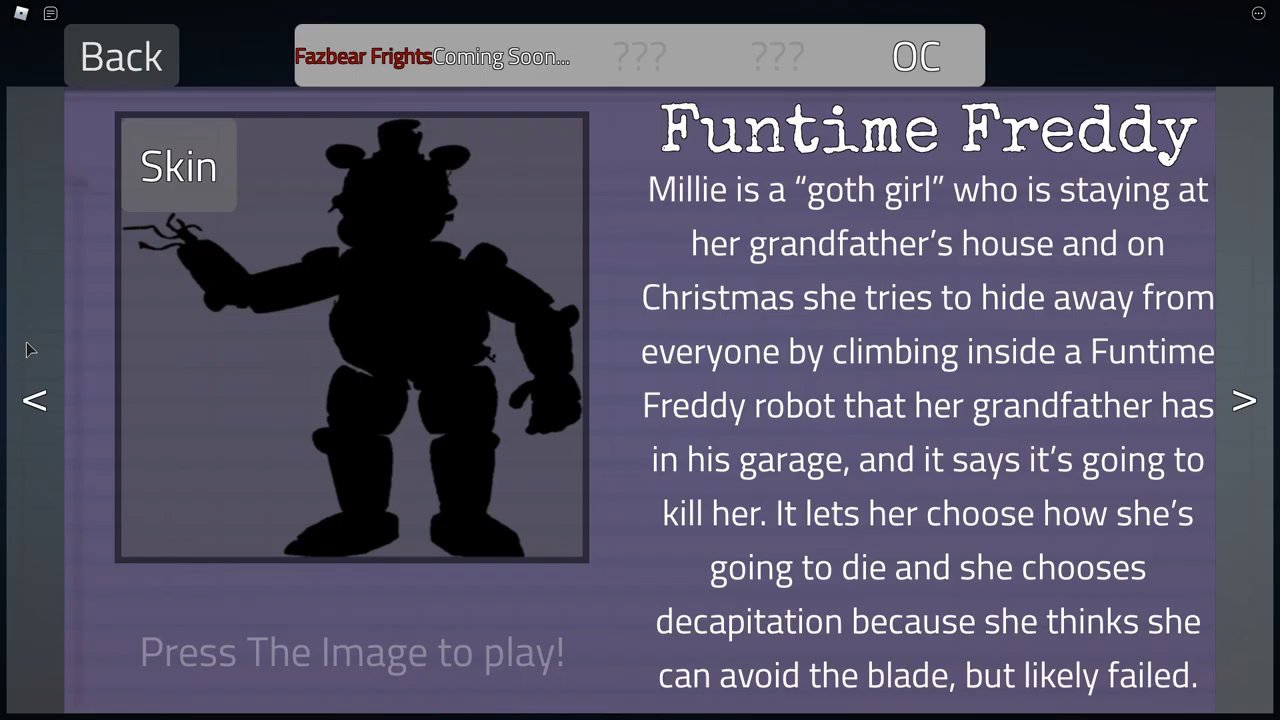 Back
Fazbear Frights
Coming Soon...
???
???
OC
Skin
Funtime Freddy
Millie is a “goth girl” who is staying at
her grandfather’s house and on
Christmas she tries to hide away from
everyone by climbing inside a Funtime
Freddy robot that her grandfather has
in his garage, and it says it’s going to
kill her. It lets her choose how she’s
going to die and she chooses
decapitation because she thinks she
can avoid the blade, but likely failed.
<
>
Press The Image to play!